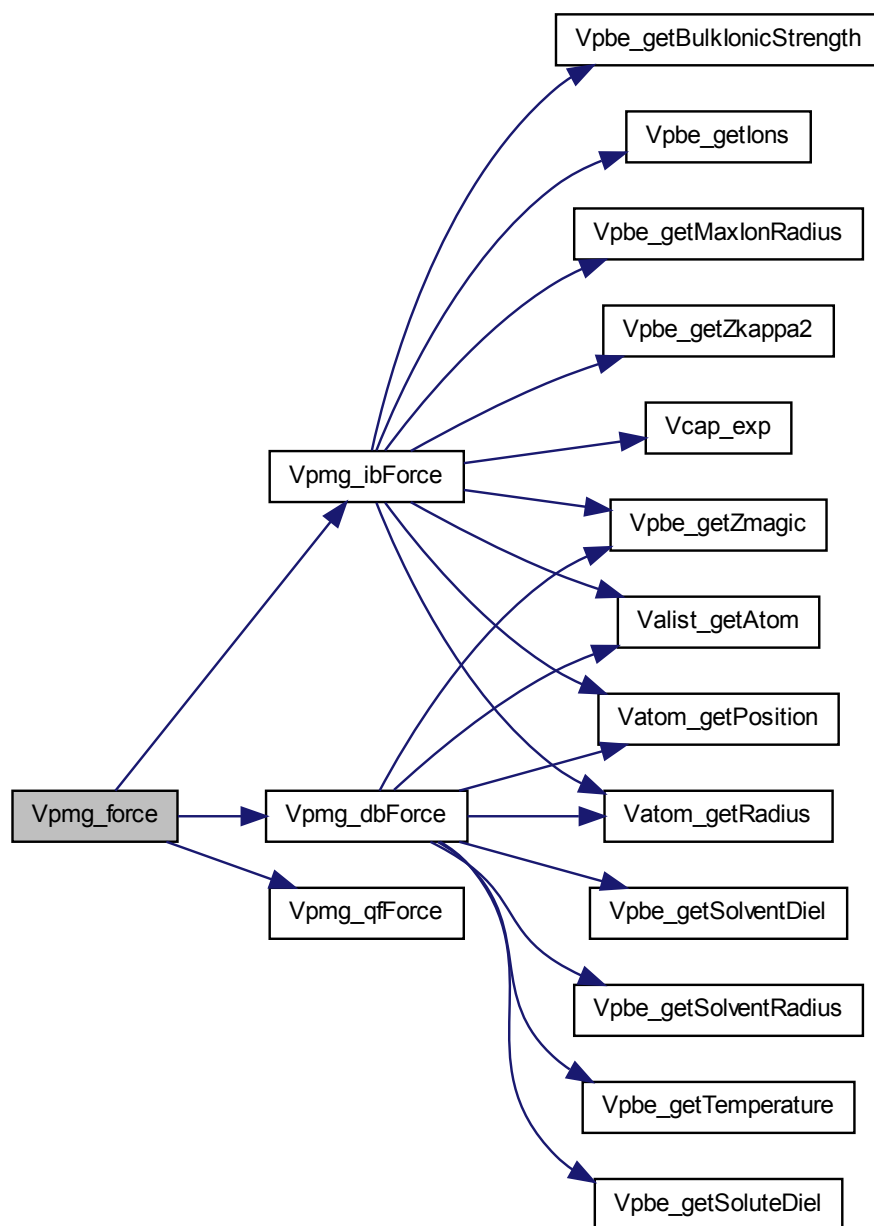 Vpbe_getBulkIonicStrength
Vpbe_getIons
Vpbe_getMaxIonRadius
Vpbe_getZkappa2
Vcap_exp
Vpmg_ibForce
Vpbe_getZmagic
Valist_getAtom
Vatom_getPosition
Vpmg_force
Vpmg_dbForce
Vatom_getRadius
Vpmg_qfForce
Vpbe_getSolventDiel
Vpbe_getSolventRadius
Vpbe_getTemperature
Vpbe_getSoluteDiel